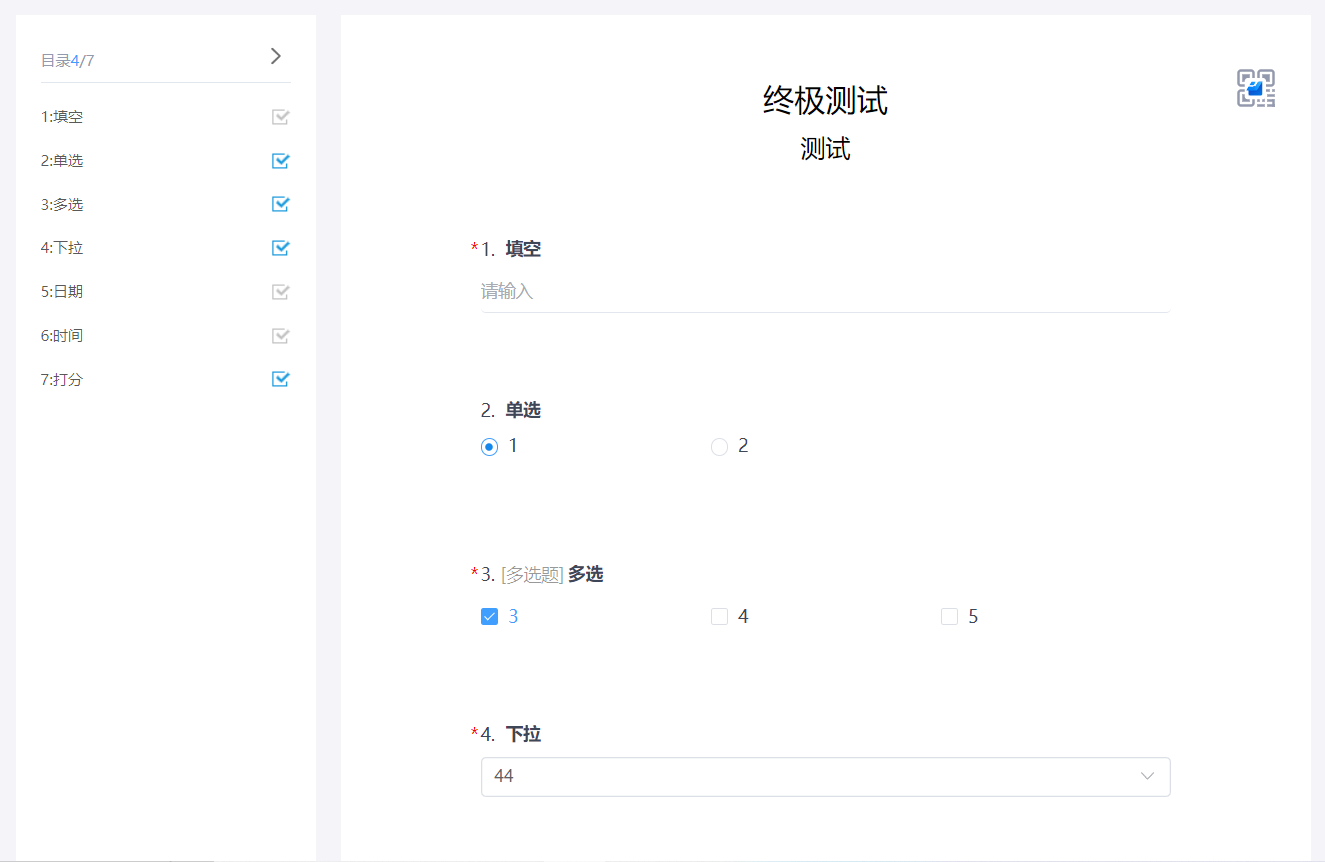 目录4/7
1:填空
2:单选
3:多选
4:下拉
5:日期
6:时间
7:打分
终极测试
测试
*1. 填空
请输入
2. 单选
1 2
*3. [多选题] 多选
3 4 5
*4. 下拉
44